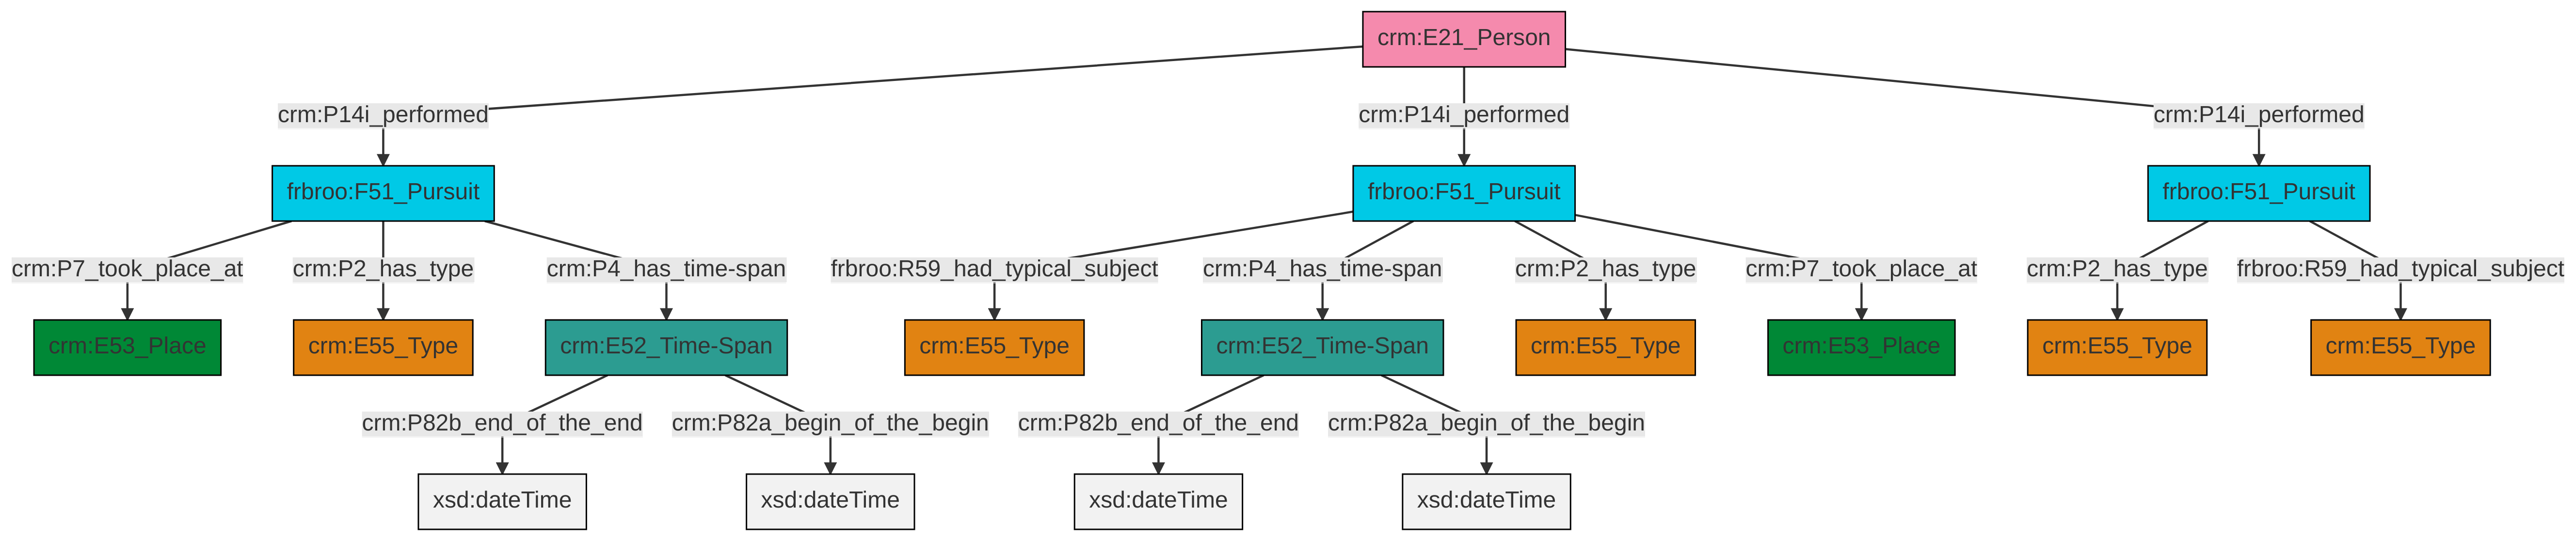 crm:E21_Person
crm:P14i_performed
crm:P14i_performed
crm:P14i_performed
frbroo:F51_Pursuit
frbroo:F51_Pursuit
frbroo:F51_Pursuit
crm:P7_took_place_at
crm:P2_has_type
crm:P4_has_time-span
frbroo:R59_had_typical_subject
crm:P4_has_time-span
crm:P2_has_type
crm:P7_took_place_at
crm:P2_has_type
frbroo:R59_had_typical_subject
crm:E53_Place
crm:E55_Type
crm:E52_Time-Span
crm:E55_Type
crm:E52_Time-Span
crm:E55_Type
crm:E53_Place
crm:E55_Type
crm:E55_Type
crm:P82b_end_of_the_end
crm:P82a_begin_of_the_begin
crm:P82b_end_of_the_end
crm:P82a_begin_of_the_begin
xsd:dateTime
xsd:dateTime
xsd:dateTime
xsd:dateTime